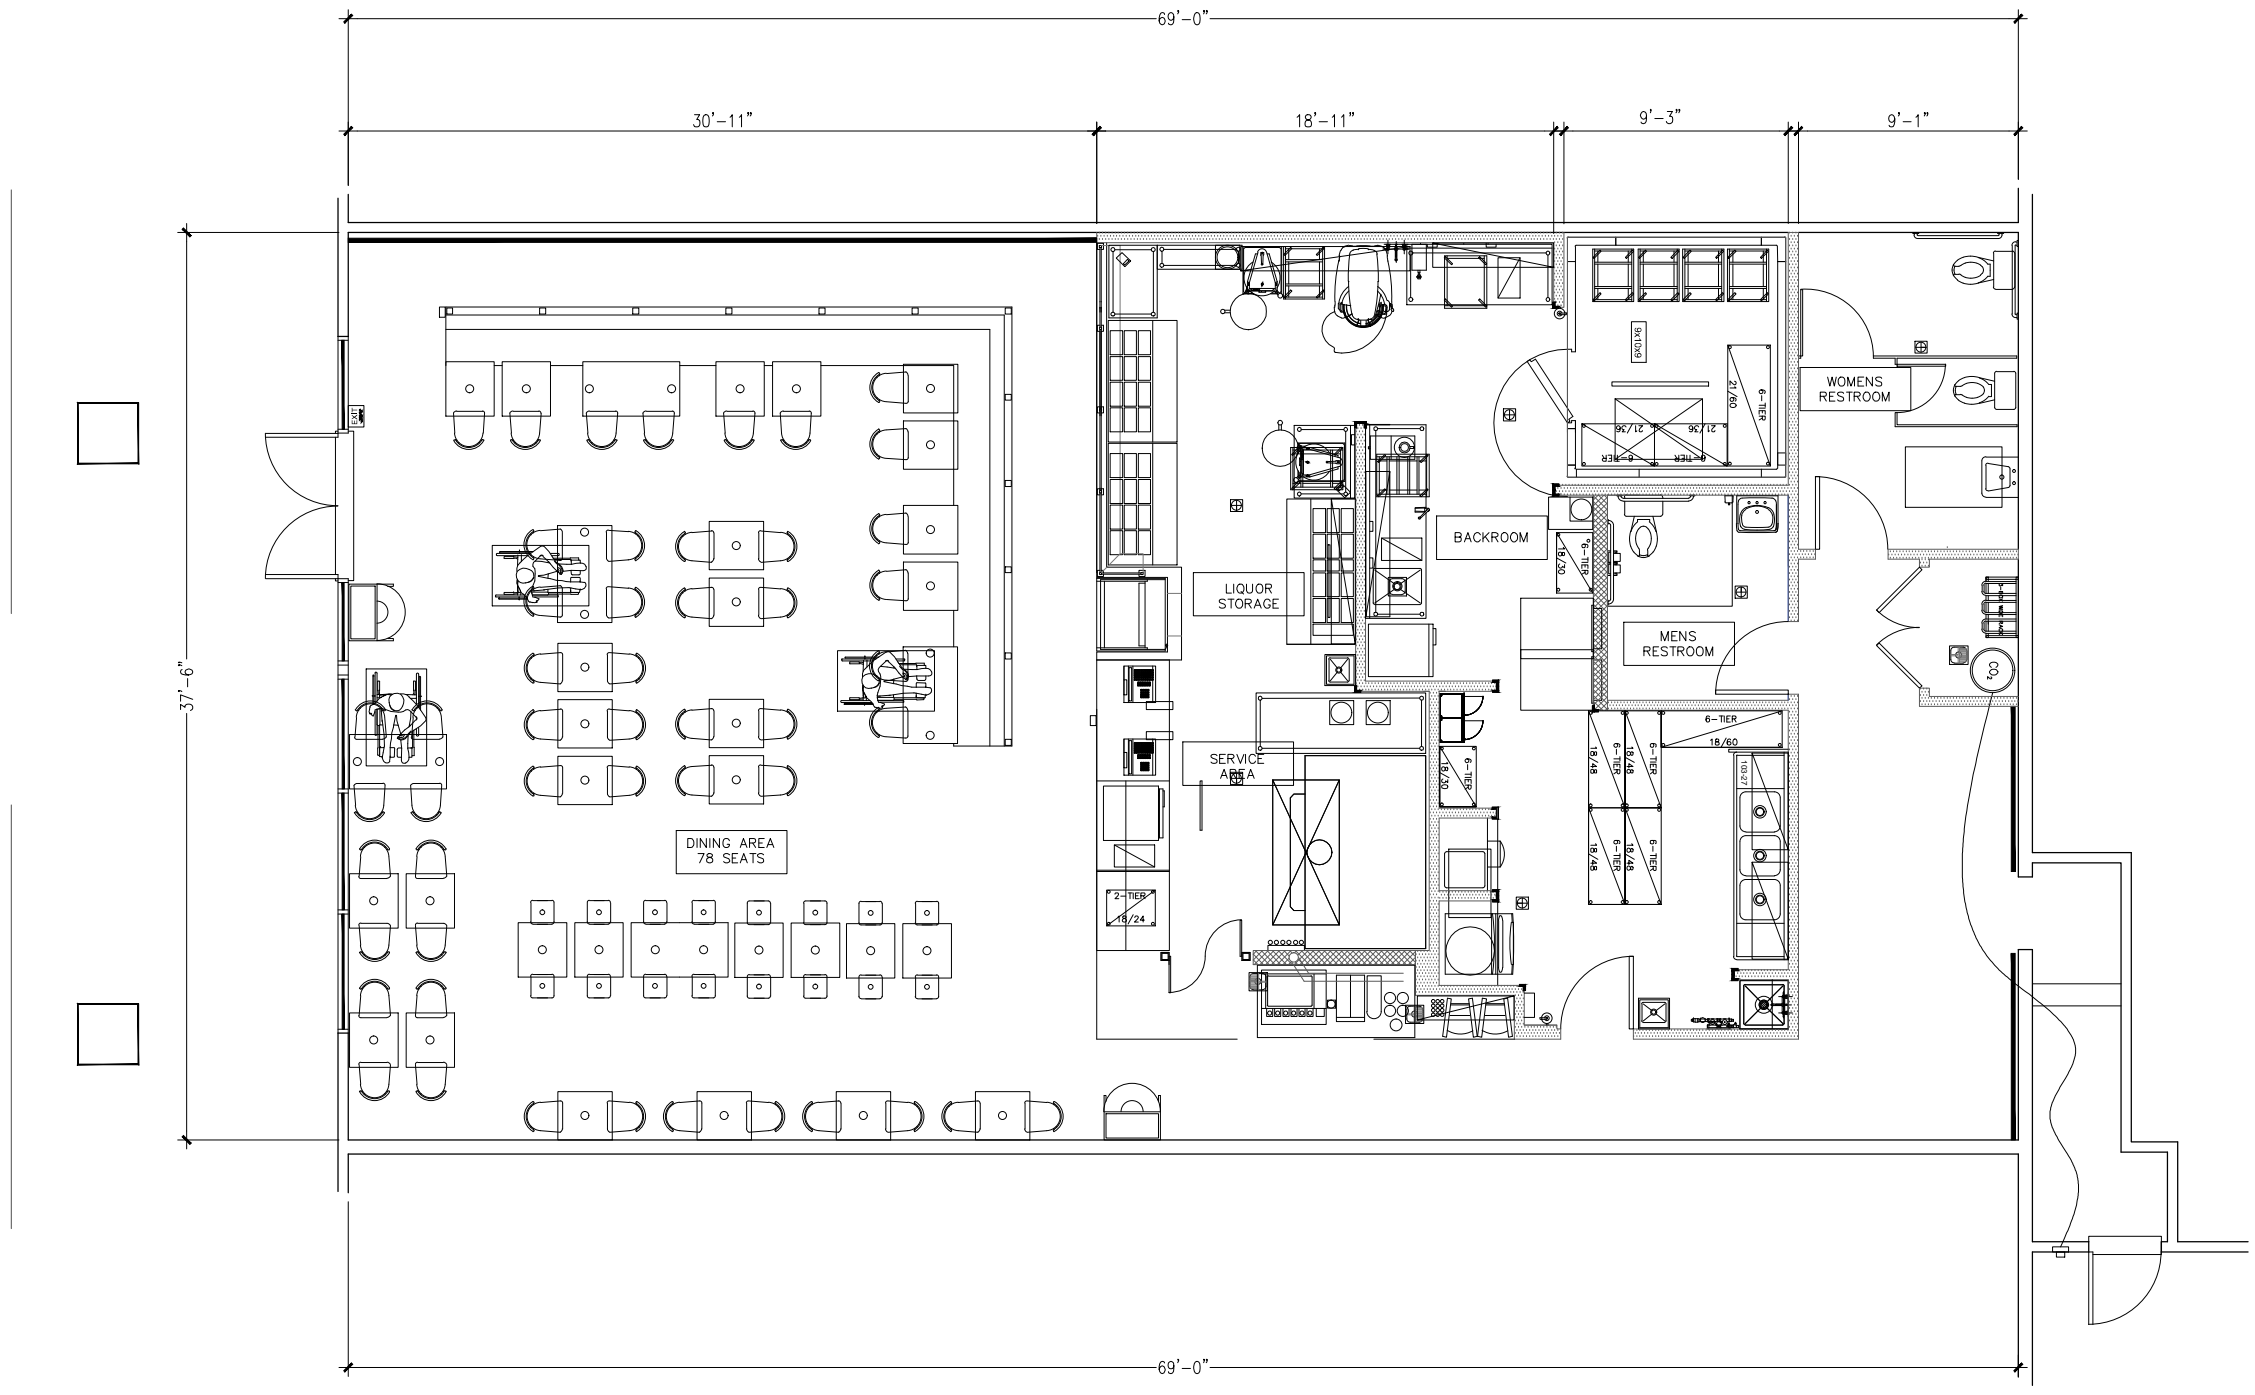 69'-0"
30'-11"
18'-11"
9'-3"
9'-1"
9x10x9
21/60
6-TIER
WOMENS
RESTROOM
EXIT
21/36
21/36
6-TIER
6-TIER
BACKROOM
6-TIER
18/30
LIQUOR
STORAGE
MENS
RESTROOM
CO₂
37'-6"
6-TIER
18/60
SERVICE
AREA
6-TIER
18/30
18/48
6-TIER
18/48
6-TIER
103-27
DINING AREA
78 SEATS
18/48
6-TIER
18/48
6-TIER
2-TIER
18/24
69'-0"